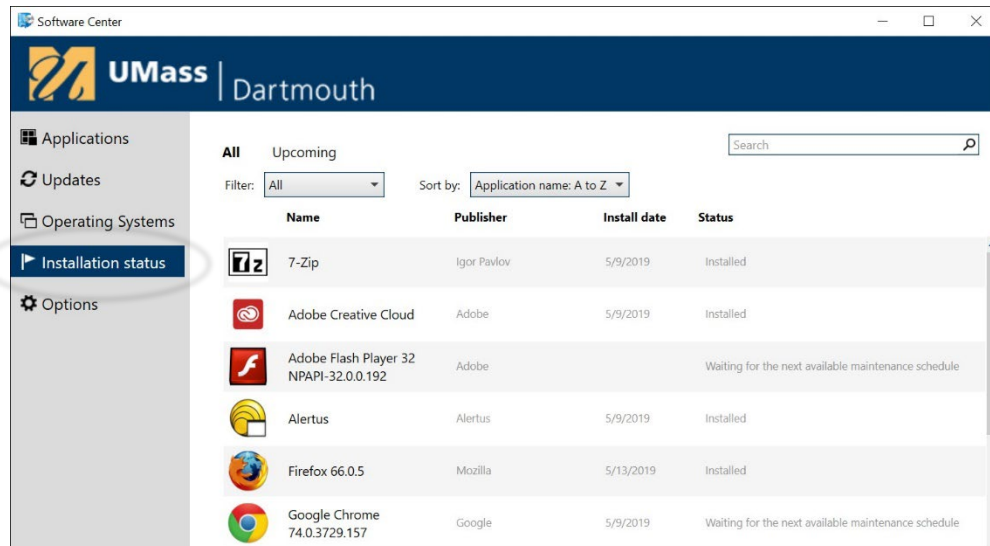 Software Center
UMass
Dartmouth
Applications
Updates
Operating Systems
Installation status
Options
All Upcoming
Search
Filter: All Sort by: Application name: A to Z
Name Publisher Install date Status
7z 7-Zip Igor Pavlov 5/9/2019 Installed
Adobe Creative Cloud Adobe 5/9/2019 Installed
Adobe Flash Player 32
NPAPI-32.0.0.192 Adobe Waiting for the next available maintenance schedule
Alertus Alertus 5/9/2019 Installed
Firefox 66.0.5 Mozilla 5/13/2019 Installed
Google Chrome
74.0.3729.157 Google 5/9/2019 Waiting for the next available maintenance schedule